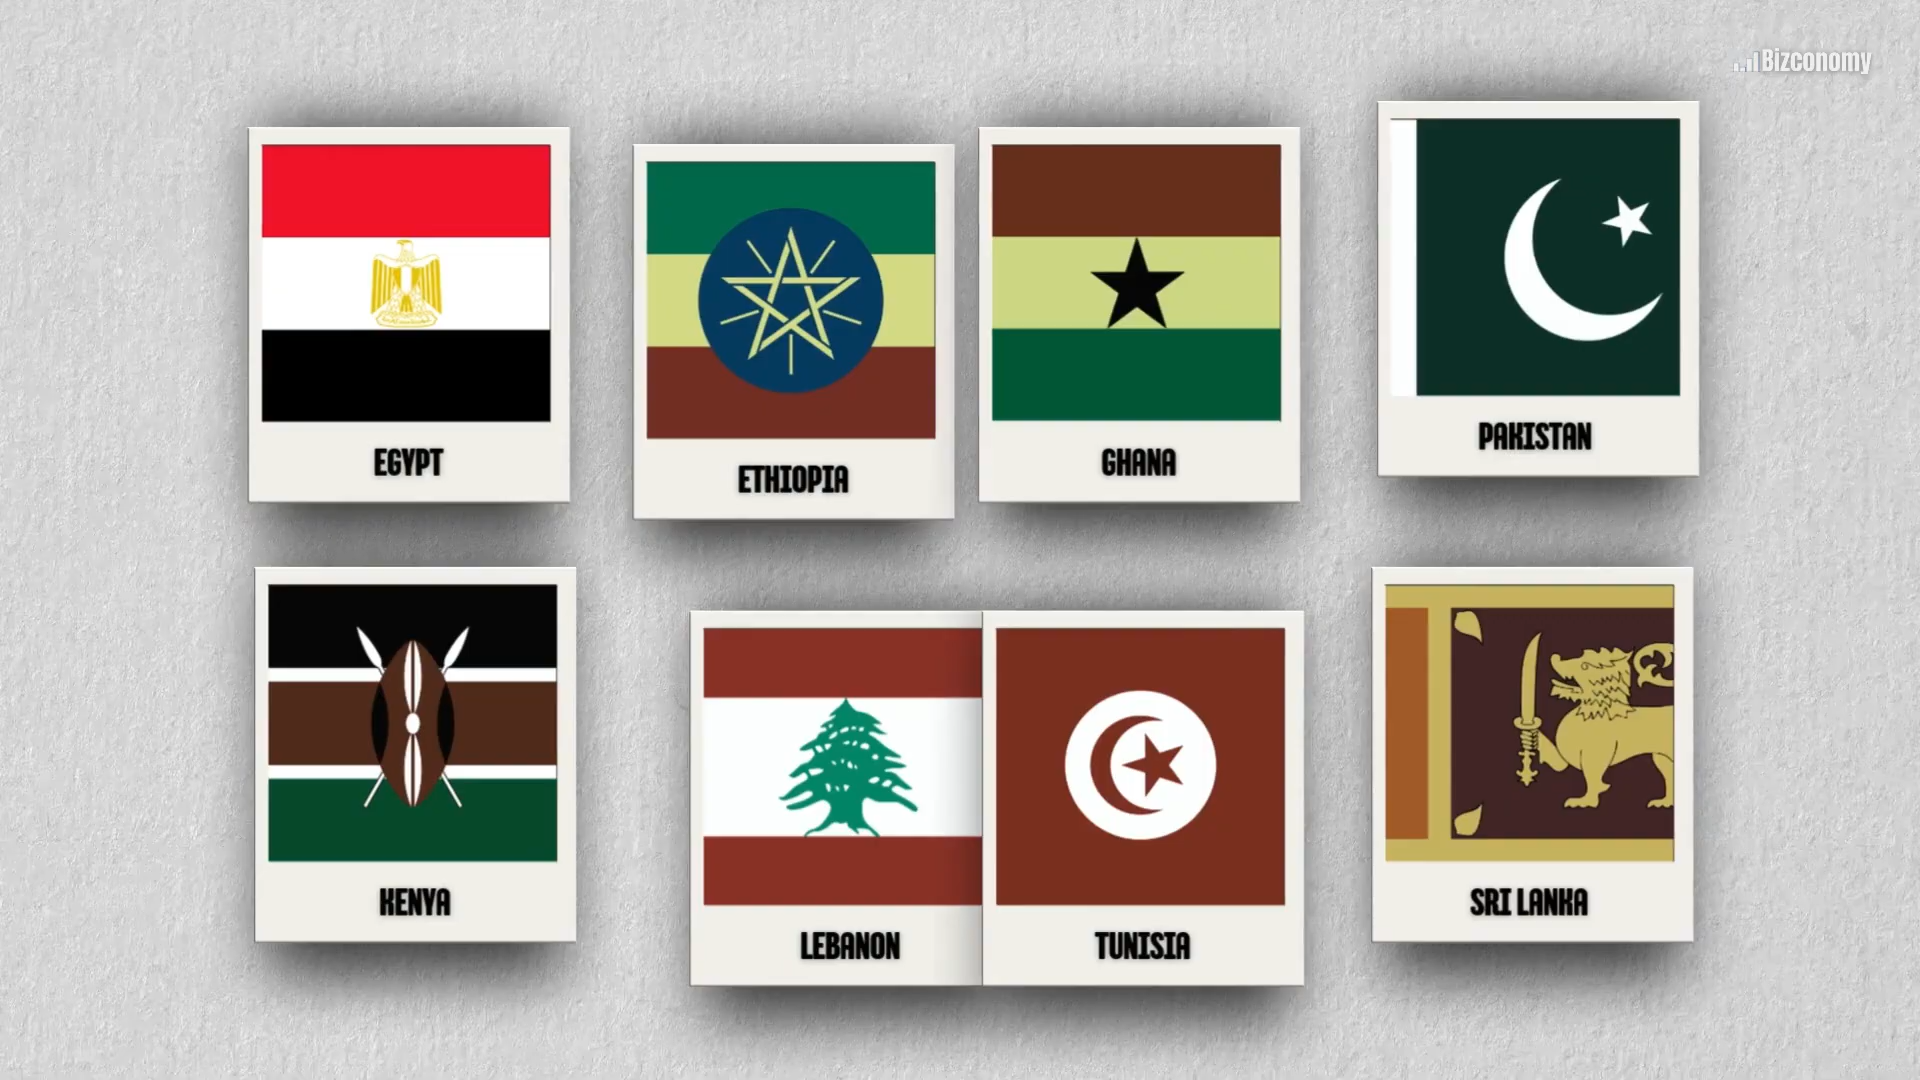 Bizconomy
EGYPT
ETHIOPIA
GHANA
PAKISTAN
KENYA
LEBANON
TUNISIA
SRI LANKA